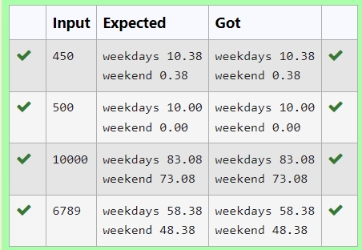 Input Expected Got
450 weekdays 10.38 weekdays 10.38
weekend 0.38 weekend 0.38
500 weekdays 10.00 weekdays 10.00
weekend 0.00 weekend 0.00
10000 weekdays 83.08 weekdays 83.08
weekend 73.08 weekend 73.08
6789 weekdays 58.38 weekdays 58.38
weekend 48.38 weekend 48.38